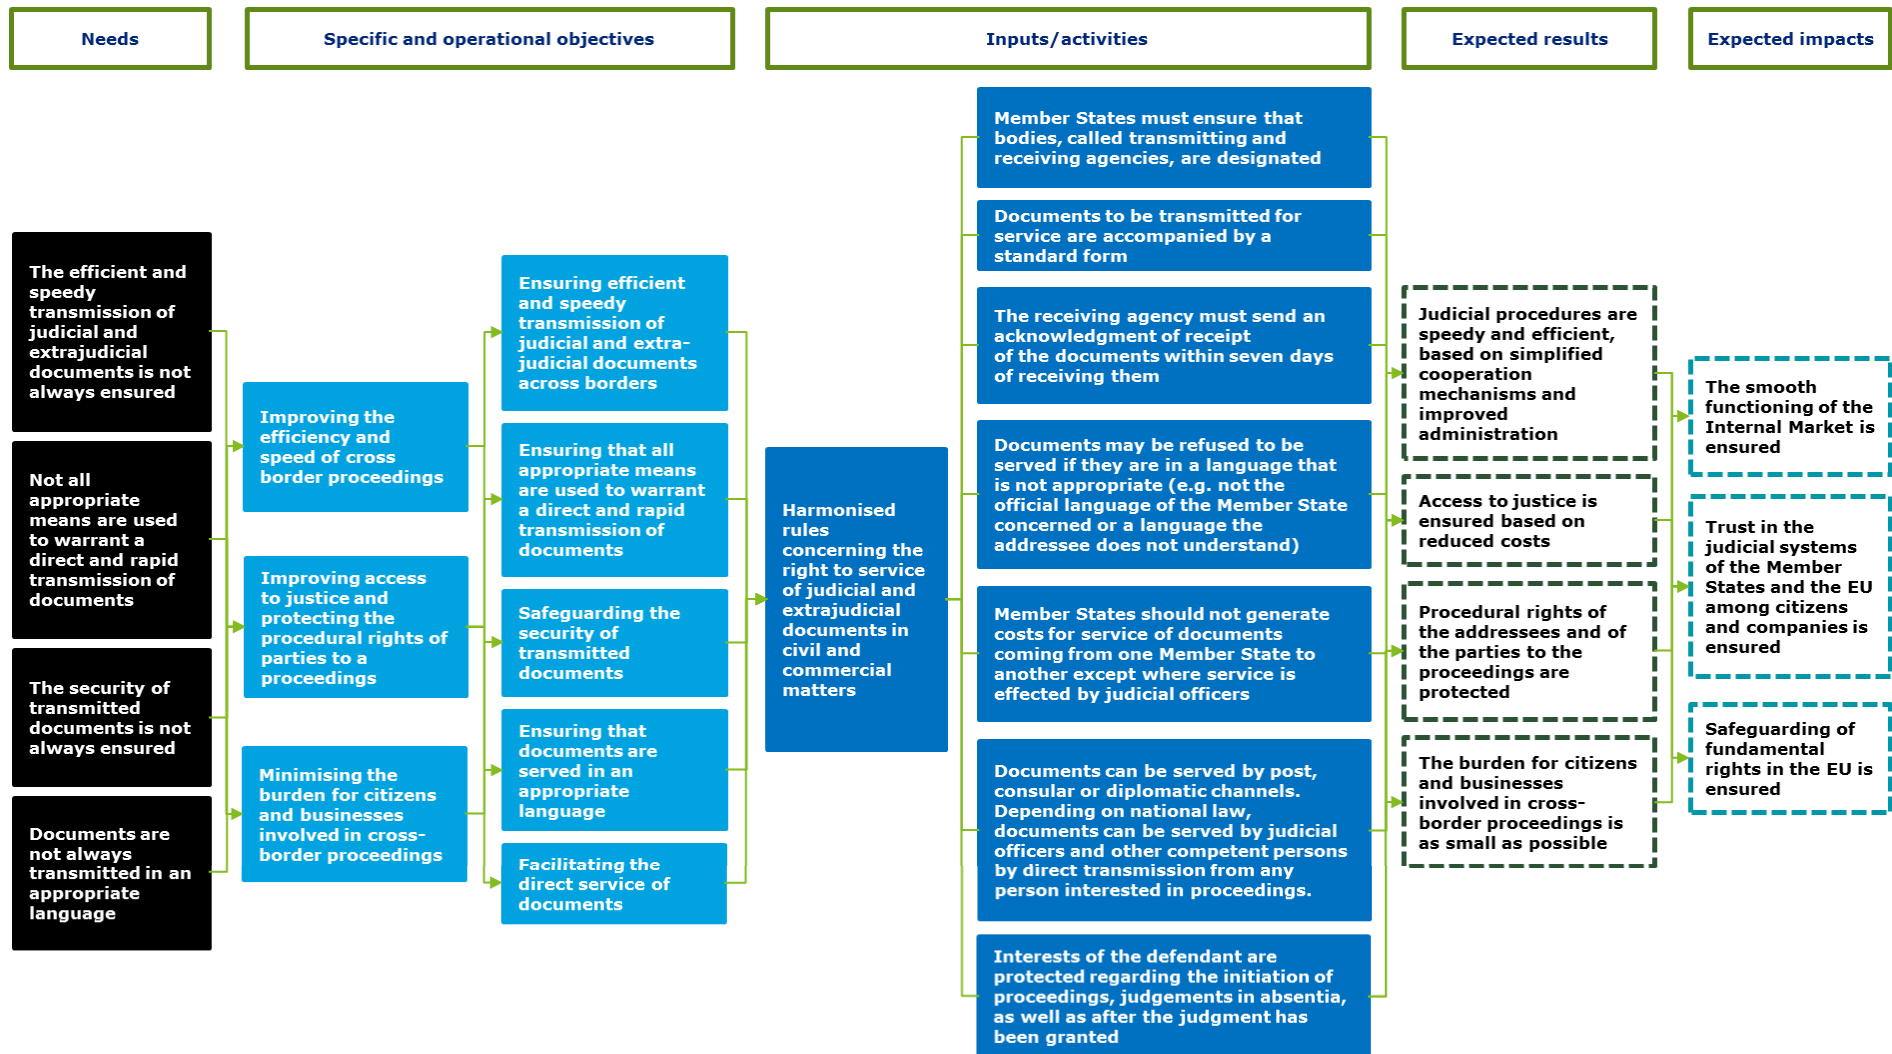 Needs
Specific and operational objectives
Inputs/activities
Expected results
Expected impacts
The efficient and
speedy
transmission of
judicial and
extrajudicial
documents is not
always ensured
Not all
appropriate
means are used
to warrant a
direct and rapid
transmission of
documents
The security of
transmitted
documents is not
always ensured
Documents are
not always
transmitted in an
appropriate
language
Improving the
efficiency and
speed of cross
border proceedings
Improving access
to justice and
protecting the
procedural rights of
parties to a
proceedings
Minimising the
burden for citizens
and businesses
involved in cross-
border proceedings
Ensuring efficient
and speedy
transmission of
judicial and extra-
judicial documents
across borders
Ensuring that all
appropriate means
are used to warrant
a direct and rapid
transmission of
documents
Safeguarding the
security of
transmitted
documents
Ensuring that
documents are
served in an
appropriate
language
Facilitating the
direct service of
documents
Harmonised
rules
concerning the
right to service
of judicial and
extrajudicial
documents in
civil and
commercial
matters
Member States must ensure that
bodies, called transmitting and
receiving agencies, are designated
Documents to be transmitted for
service are accompanied by a
standard form
The receiving agency must send an
acknowledgment of receipt
of the documents within seven days
of receiving them
Documents may be refused to be
served if they are in a language that
is not appropriate (e.g. not the
official language of the Member State
concerned or a language the
addressee does not understand)
Member States should not generate
costs for service of documents
coming from one Member State to
another except where service is
effected by judicial officers
Documents can be served by post,
consular or diplomatic channels.
Depending on national law,
documents can be served by judicial
officers and other competent persons
by direct transmission from any
person interested in proceedings.
Interests of the defendant are
protected regarding the initiation of
proceedings, judgements in absentia,
as well as after the judgment has
been granted
Judicial procedures are
speedy and efficient,
based on simplified
cooperation
mechanisms and
improved
administration
Access to justice is
ensured based on
reduced costs
Procedural rights of
the addressees and of
the parties to the
proceedings are
protected
The burden for citizens
and businesses
involved in cross-
border proceedings is
as small as possible
The smooth
functioning of the
Internal Market is
ensured
Trust in the
judicial systems
of the Member
States and the EU
among citizens
and companies is
ensured
Safeguarding of
fundamental
rights in the EU is
ensured